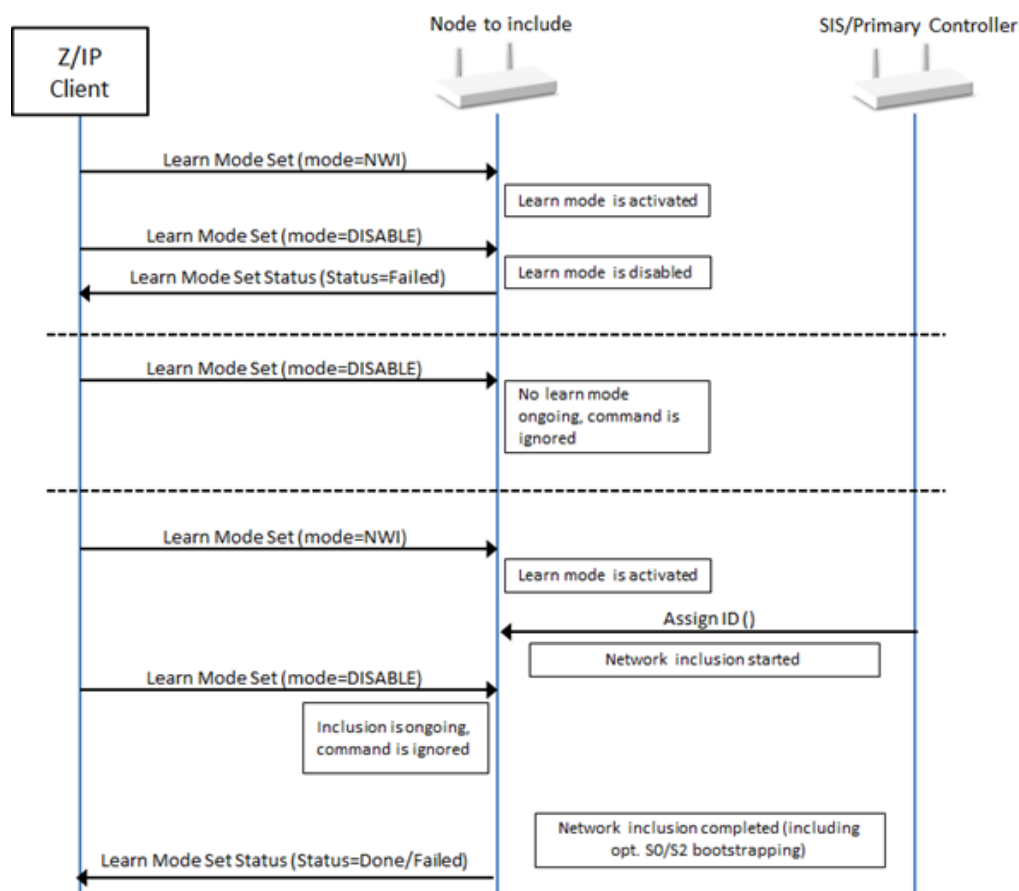 Node to include
SIS/Primary Controller
Z/IP
Client
Learn Mode Set (mode=NWI)
Learn mode is activated
Learn Mode Set (mode=DISABLE)
Learn mode is disabled
Learn Mode Set Status (Status=Failed)
Learn Mode Set (mode=DISABLE)
No learn mode
ongoing, command is
ignored
Learn Mode Set (mode=NWI)
Learn mode is activated
Assign ID ()
Network inclusion started
Learn Mode Set (mode=DISABLE)
Inclusion is ongoing,
command is ignored
Network inclusion completed (including
opt. S0/S2 bootstrapping)
Learn Mode Set Status (Status=Done/Failed)